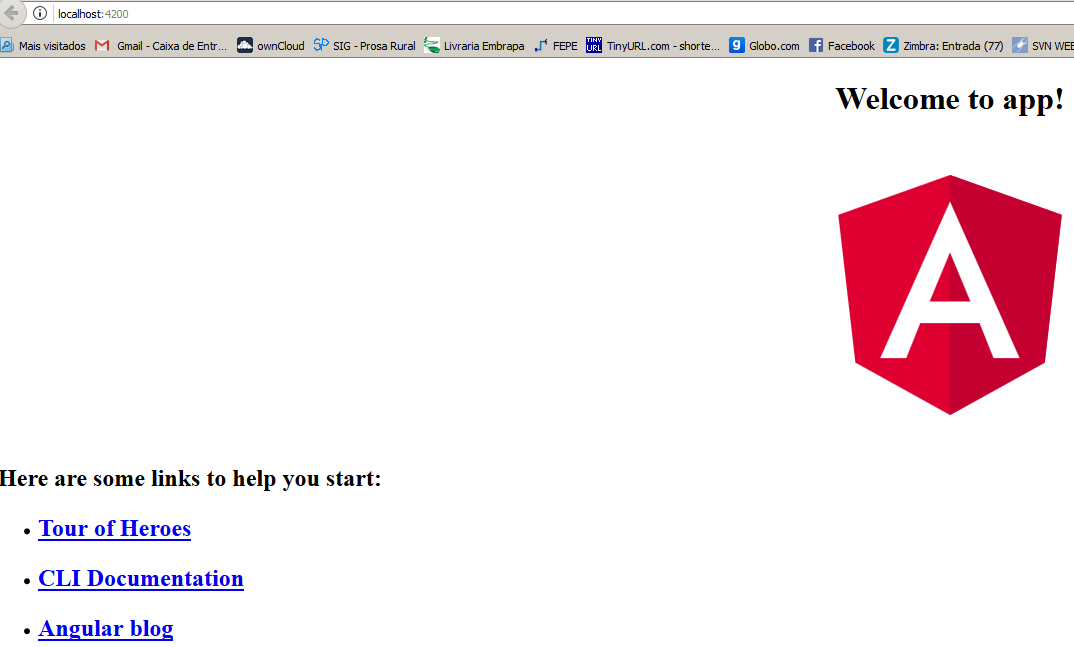 localhost:4200
Mais visitados Gmail - Caixa de Entr... ownCloud SIG - Prosa Rural Livraria Embrapa FEPE TINY URL TinyURL.com - shorte... g Globo.com f Facebook Z Zimbra: Entrada (77) SVN WEB
Welcome to app!
A
Here are some links to help you start:
• Tour of Heroes
• CLI Documentation
• Angular blog